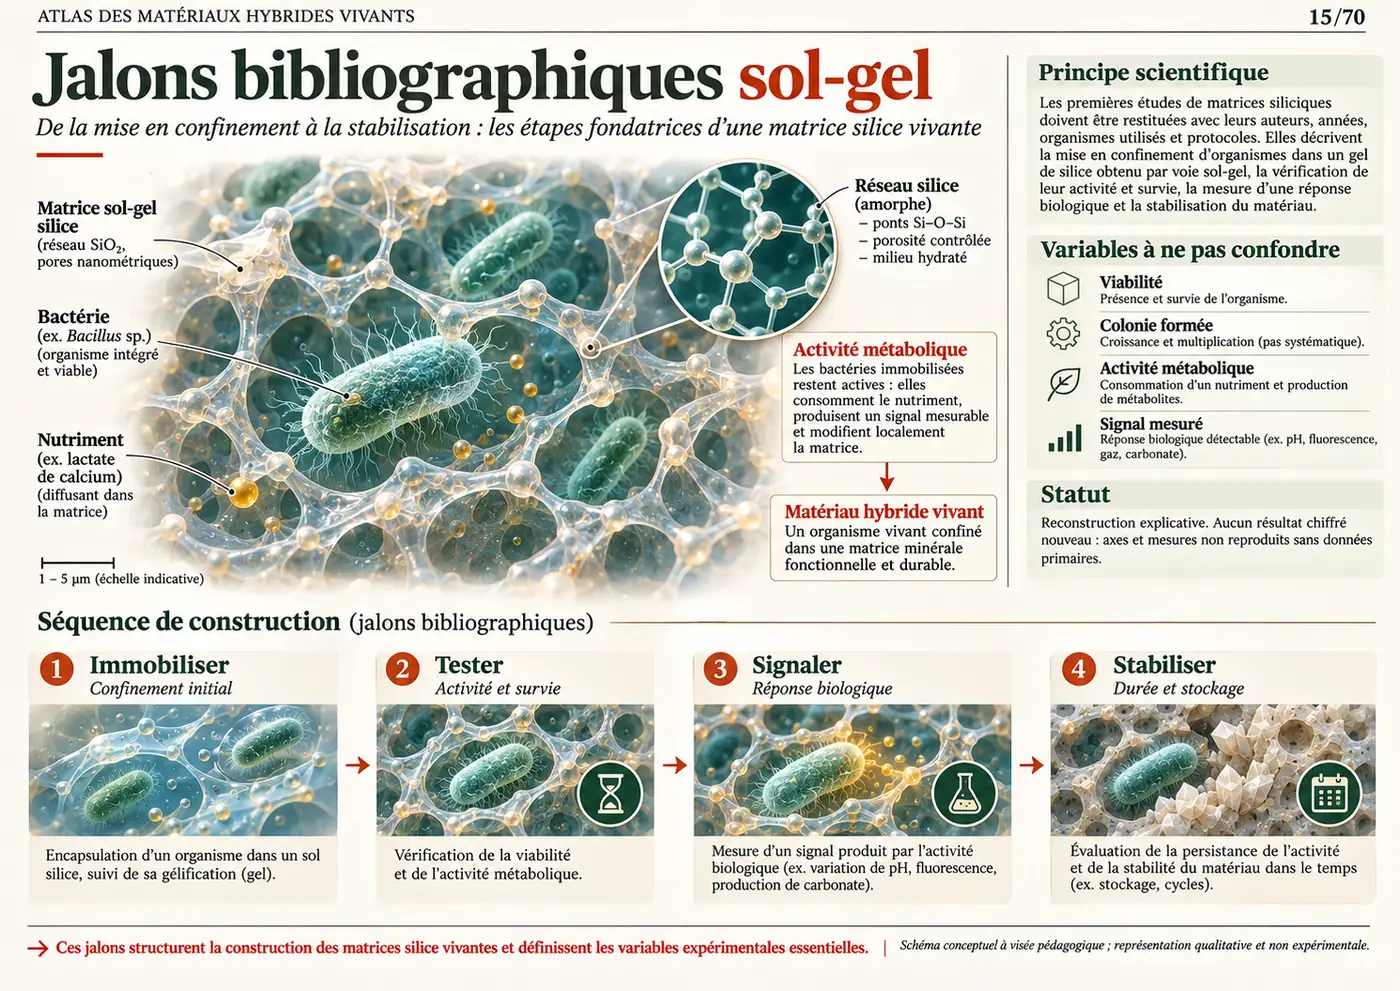 ATLAS DES MATÉRIAUX HYBRIDES VIVANTS
15/70
Jalons bibliographiques sol-gel
De la mise en confinement à la stabilisation : les étapes fondatrices d’une matrice silice vivante
Matrice sol-gel
silice
(réseau SiO₂,
pores nanométriques)
Bactérie
(ex. Bacillus sp.)
(organisme intégré
et viable)
Nutriment
(ex. lactate
de calcium)
(diffusant dans
la matrice)
1 – 5 µm (échelle indicative)
Réseau silice
(amorphe)
– ponts Si–O–Si
– porosité contrôlée
– milieu hydraté
Activité métabolique
Les bactéries immobilisées
restent actives : elles
consomment le nutriment,
produisent un signal mesurable
et modifient localement
la matrice.
Matériau hybride vivant
Un organisme vivant confiné
dans une matrice minérale
fonctionnelle et durable.
Principe scientifique
Les premières études de matrices siliciques
doivent être restituées avec leurs auteurs, années,
organismes utilisés et protocoles. Elles décrivent
la mise en confinement d’organismes dans un gel
de silice obtenu par voie sol-gel, la vérification de
leur activité et survie, la mesure d’une réponse
biologique et la stabilisation du matériau.
Variables à ne pas confondre
Viabilité
Présence et survie de l’organisme.
Colonie formée
Croissance et multiplication (pas systématique).
Activité métabolique
Consommation d’un nutriment et production
de métabolites.
Signal mesuré
Réponse biologique détectable (ex. pH, fluorescence,
gaz, carbonate).
Statut
Reconstruction explicative. Aucun résultat chiffré
nouveau : axes et mesures non reproduits sans données
primaires.
Séquence de construction (jalons bibliographiques)
1 Immobiliser
Confinement initial
Encapsulation d’un organisme dans un sol
silice, suivi de sa gélification (gel).
2 Tester
Activité et survie
Vérification de la viabilité
et de l’activité métabolique.
3 Signaler
Réponse biologique
Mesure d’un signal produit par l’activité
biologique (ex. variation de pH, fluorescence,
production de carbonate).
4 Stabiliser
Durée et stockage
Évaluation de la persistance de l’activité
et de la stabilité du matériau dans le temps
(ex. stockage, cycles).
→ Ces jalons structurent la construction des matrices silice vivantes et définissent les variables expérimentales essentielles.
Schéma conceptuel à visée pédagogique ; représentation qualitative et non expérimentale.